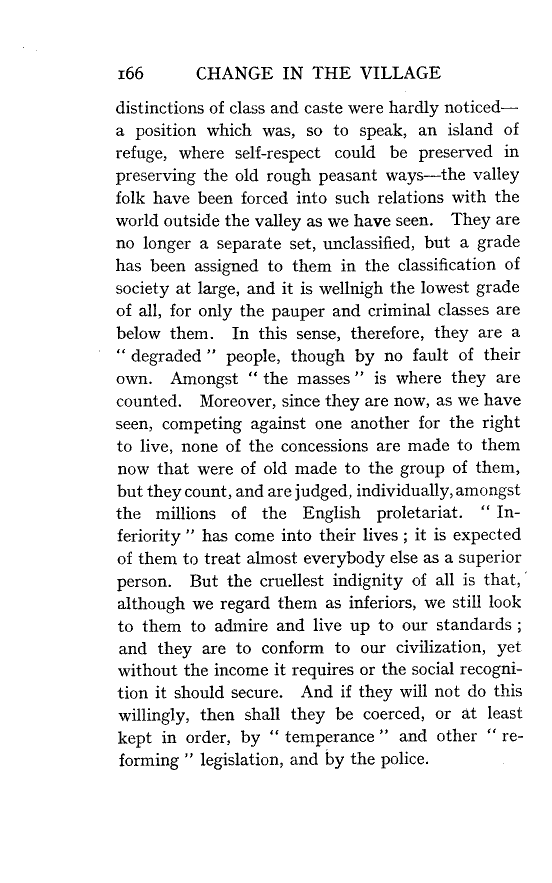 166 CHANGE IN THE VILLAGE
distinctions of class and caste were hardly noticed—
a position which was, so to speak, an island of
refuge, where self-respect could be preserved in
preserving the old rough peasant ways—the valley
folk have been forced into such relations with the
world outside the valley as we have seen. They are
no longer a separate set, unclassified, but a grade
has been assigned to them in the classification of
society at large, and it is wellnigh the lowest grade
of all, for only the pauper and criminal classes are
below them. In this sense, therefore, they are a
“ degraded ” people, though by no fault of their
own. Amongst “ the masses ” is where they are
counted. Moreover, since they are now, as we have
seen, competing against one another for the right
to live, none of the concessions are made to them
now that were of old made to the group of them,
but they count, and are judged, individually, amongst
the millions of the English proletariat. “ In-
feriority ” has come into their lives ; it is expected
of them to treat almost everybody else as a superior
person. But the cruellest indignity of all is that,
although we regard them as inferiors, we still look
to them to admire and live up to our standards ;
and they are to conform to our civilization, yet
without the income it requires or the social recogni-
tion it should secure. And if they will not do this
willingly, then shall they be coerced, or at least
kept in order, by “ temperance ” and other “ re-
forming ” legislation, and by the police.